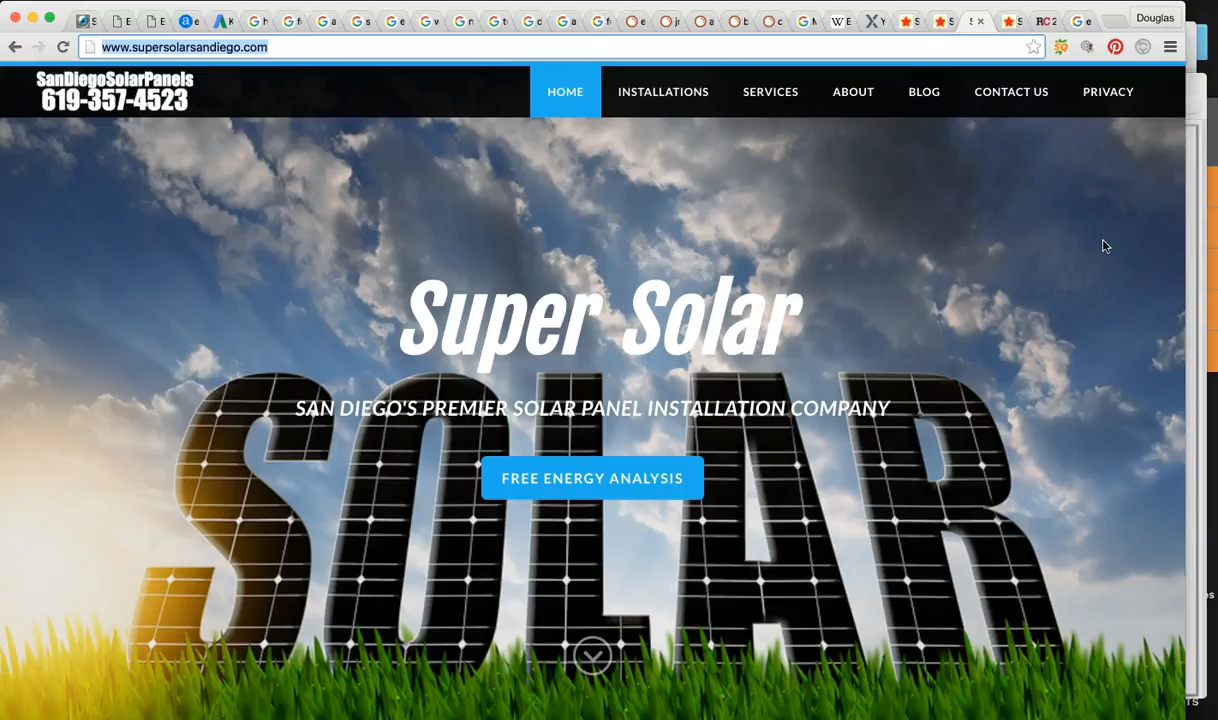 Douglas
www.supersolarsandiego.com
SanDiegoSolarPanels
619-357-4523
HOME
INSTALLATIONS
SERVICES
ABOUT
BLOG
CONTACT US
PRIVACY
Super Solar
SAN DIEGO'S PREMIER SOLAR PANEL INSTALLATION COMPANY
FREE ENERGY ANALYSIS
SOLAR